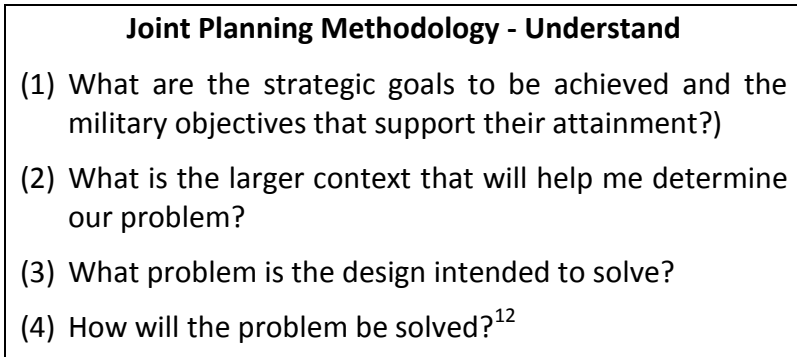 Joint Planning Methodology - Understand
(1) What are the strategic goals to be achieved and the
military objectives that support their attainment?)
(2) What is the larger context that will help me determine
our problem?
(3) What problem is the design intended to solve?
(4) How will the problem be solved?12